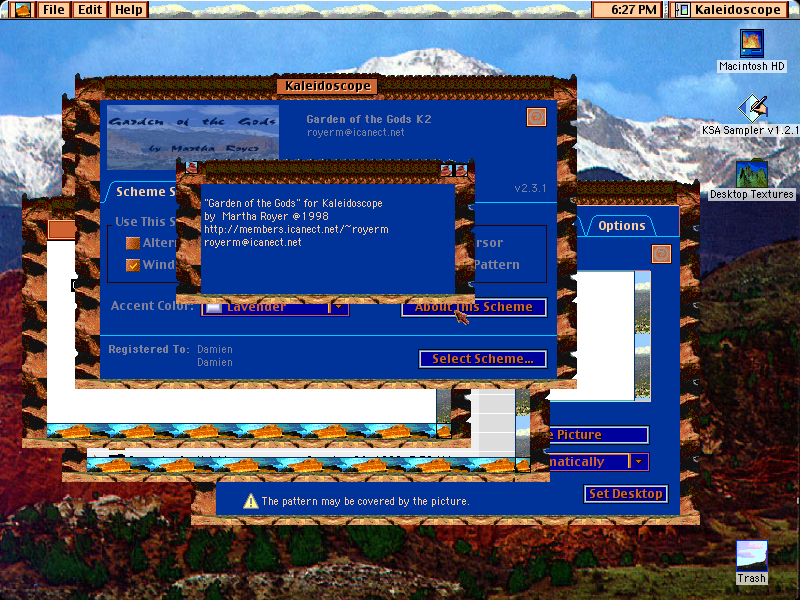 File Edit Help
6:27 PM
Kaleidoscope
Macintosh HD
KSA Sampler v1.2.1
Desktop Textures
Trash
Kaleidoscope
Garden of the Gods
by Martha Royer
Garden of the Gods K2
royerm@icanect.net
v2.3.1
Scheme S
Use This S
Alter
Wind
rsor
Pattern
Accent Color:
Lavender
About This Scheme
Registered To: Damien
Damien
Select Scheme...
"Garden of the Gods" for Kaleidoscope
by Martha Royer @1998
http://members.icanect.net/~royerm
royerm@icanect.net
Options
e Picture
matically
Set Desktop
The pattern may be covered by the picture.